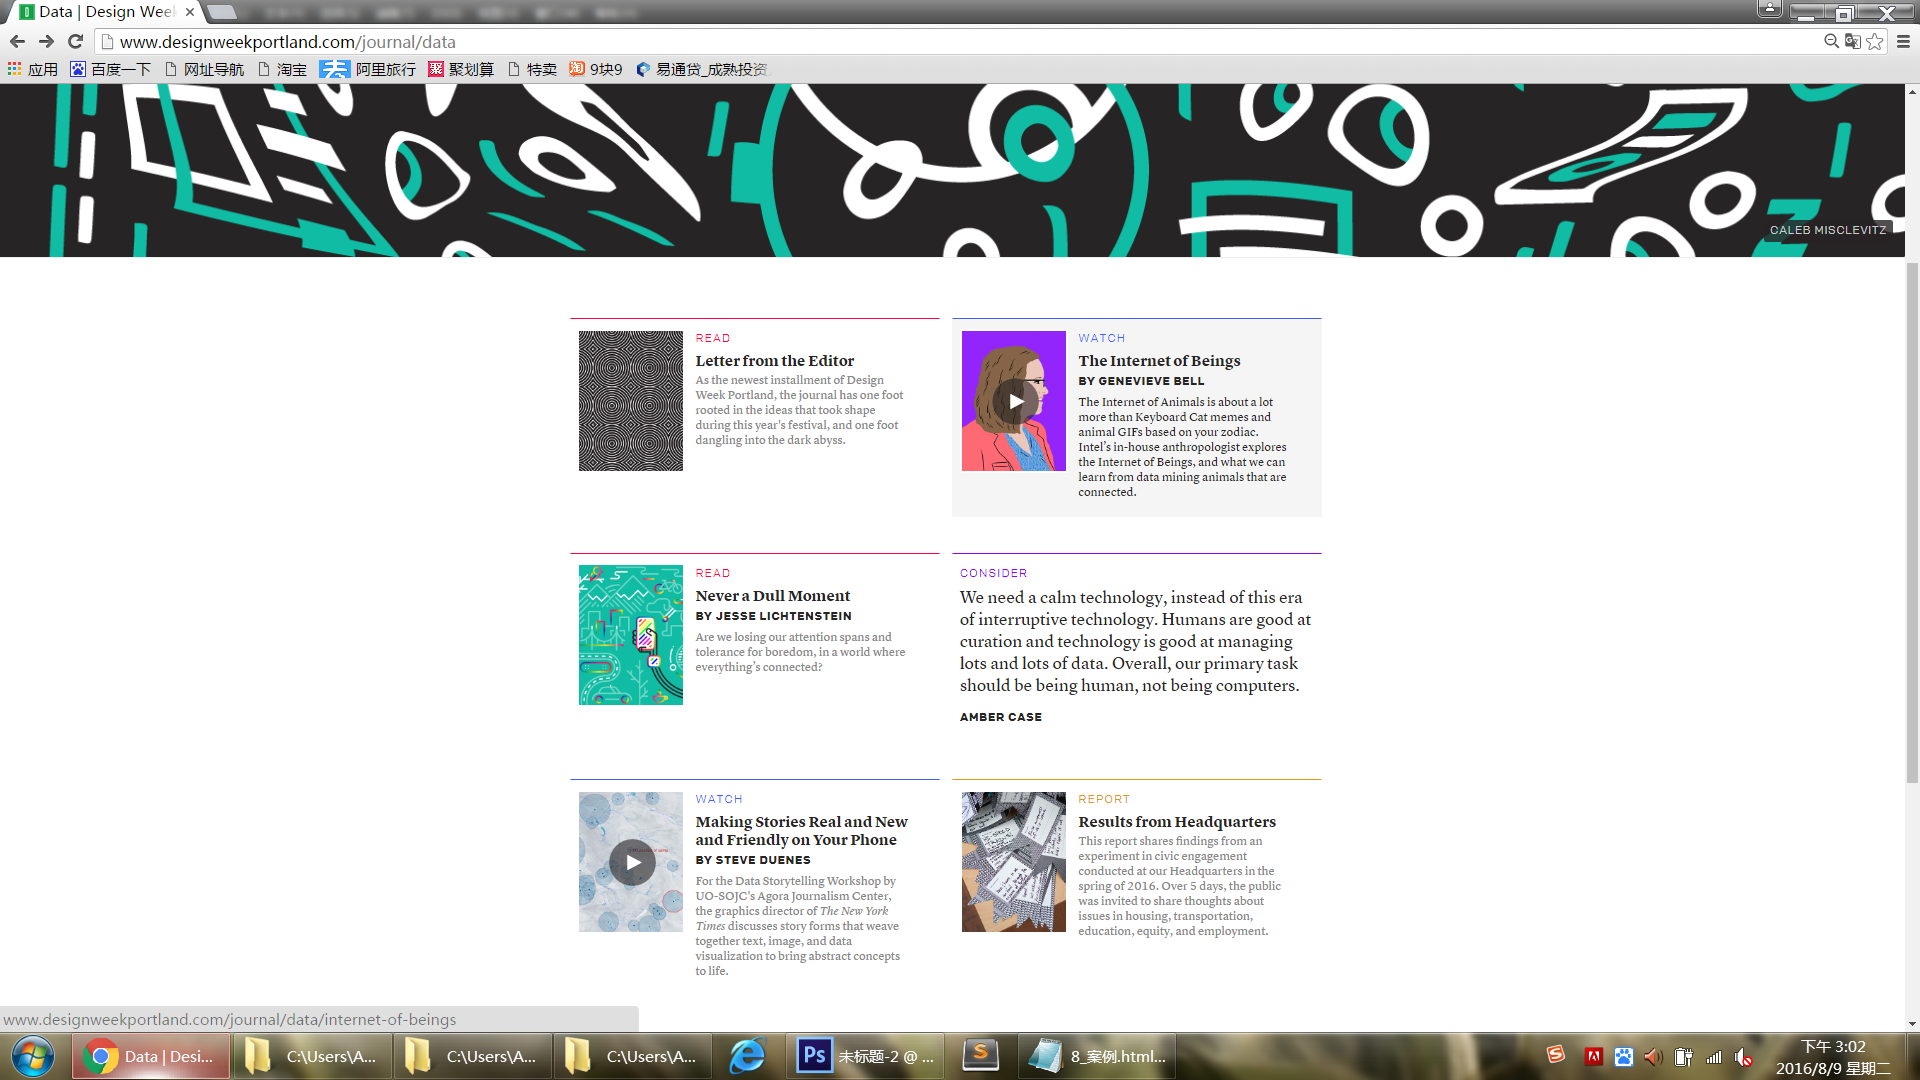 Data | Design Week
www.designweekportland.com/journal/data
应用 百度一下 网址导航 淘宝 阿里旅行 聚划算 特卖 9块9 易通贷_成熟投资
CALEB MISCLEVITZ
READ
Letter from the Editor
As the newest installment of Design
Week Portland, the journal has one foot
rooted in the ideas that took shape
during this year's festival, and one foot
dangling into the dark abyss.
WATCH
The Internet of Beings
BY GENEVIEVE BELL
The Internet of Animals is about a lot
more than Keyboard Cat memes and
animal GIFs based on your zodiac.
Intel's in-house anthropologist explores
the Internet of Beings, and what we can
learn from data mining animals that are
connected.
READ
Never a Dull Moment
BY JESSE LICHTENSTEIN
Are we losing our attention spans and
tolerance for boredom, in a world where
everything's connected?
CONSIDER
We need a calm technology, instead of this era
of interruptive technology. Humans are good at
curation and technology is good at managing
lots and lots of data. Overall, our primary task
should be being human, not being computers.
AMBER CASE
WATCH
Making Stories Real and New
and Friendly on Your Phone
BY STEVE DUENES
For the Data Storytelling Workshop by
UO-SOJC's Agora Journalism Center,
the graphics director of The New York
Times discusses story forms that weave
together text, image, and data
visualization to bring abstract concepts
to life.
REPORT
Results from Headquarters
This report shares findings from an
experiment in civic engagement
conducted at our Headquarters in the
spring of 2016. Over 5 days, the public
was invited to share thoughts about
issues in housing, transportation,
education, equity, and employment.
www.designweekportland.com/journal/data/internet-of-beings
Data | Desi...
C:\Users\A...
C:\Users\A...
C:\Users\A...
Ps
未标题-2 @ ...
8_案例.html...
下午 3:02
2016/8/9 星期二